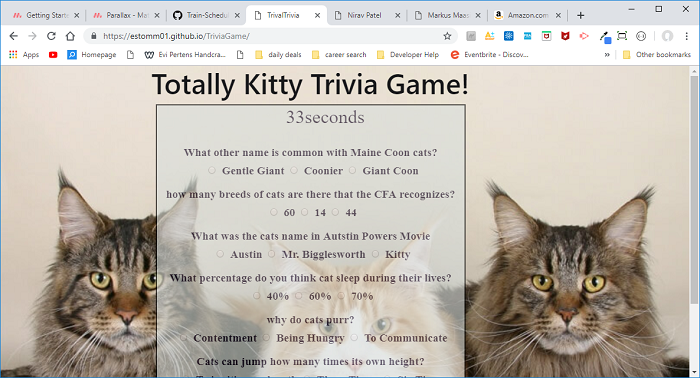 Getting Starte
Parallax - Mat
Train-Schedul
TrivalTrivia
Nirav Patel
Markus Maas
Amazon.com
https://estomm01.github.io/TriviaGame/
Apps
Popup
Homepage
Evi Pertens Handcra...
daily deals
career search
Developer Help
Eventbrite - Discov...
»
Other bookmarks
Totally Kitty Trivia Game!
33seconds
What other name is common with Maine Coon cats?
Gentle Giant Coonier Giant Coon
how many breeds of cats are there that the CFA recognizes?
60 14 44
What was the cats name in Autstin Powers Movie
Austin Mr. Bigglesworth Kitty
What percentage do you think cat sleep during their lives?
40% 60% 70%
why do cats purr?
Contentment Being Hungry To Communicate
Cats can jump how many times its own height?